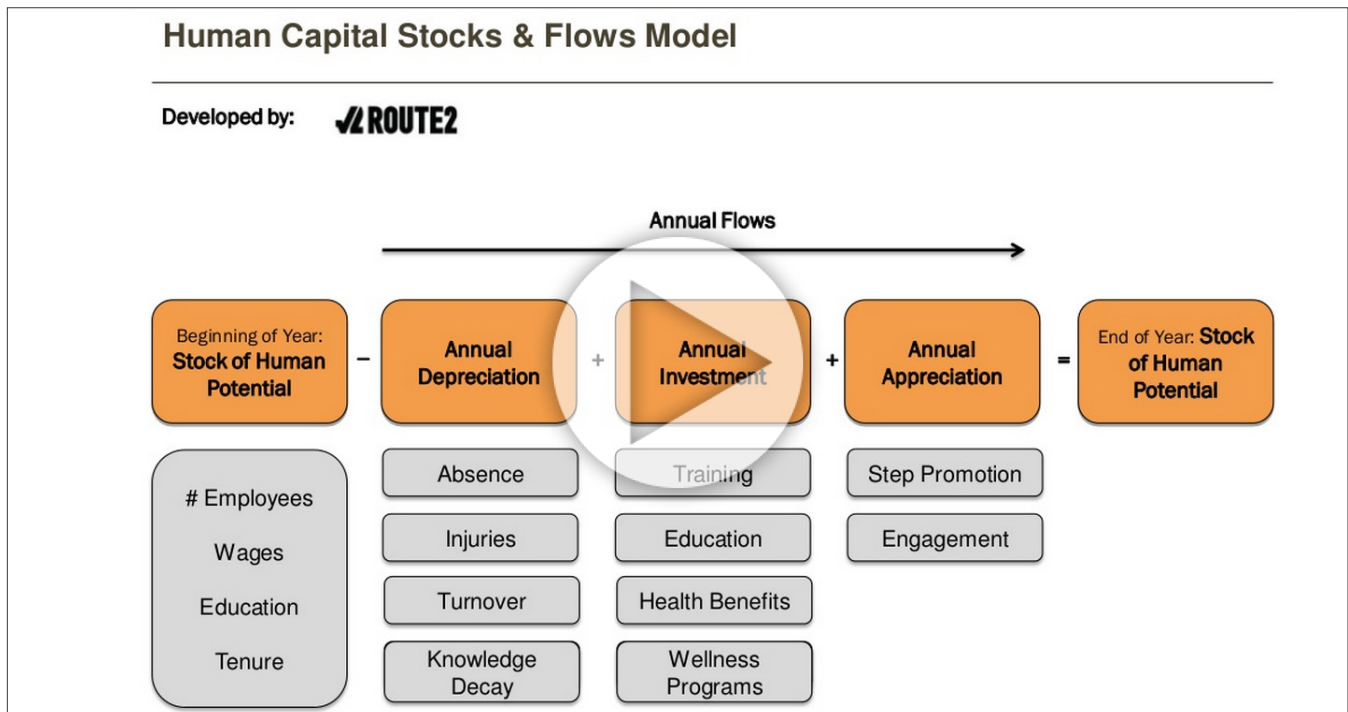 Human Capital Stocks & Flows Model
Developed by:
ROUTE2
Annual Flows
Beginning of Year:
Stock of Human
Potential
–
Annual
Depreciation
+
Annual
Investment
+
Annual
Appreciation
=
End of Year: Stock
of Human
Potential
# Employees
Wages
Education
Tenure
Absence
Injuries
Turnover
Knowledge
Decay
Training
Education
Health Benefits
Wellness
Programs
Step Promotion
Engagement